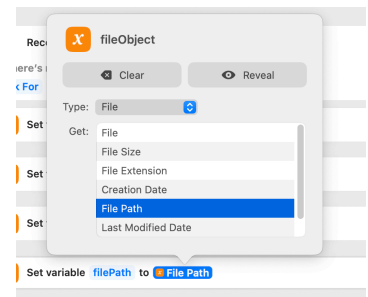 fileObject
Rec
Clear
Reveal
here's
k For
Type: File
Get: File
Set
File Size
File Extension
Set
Creation Date
File Path
Set
Last Modified Date
Set variable filePath to File Path